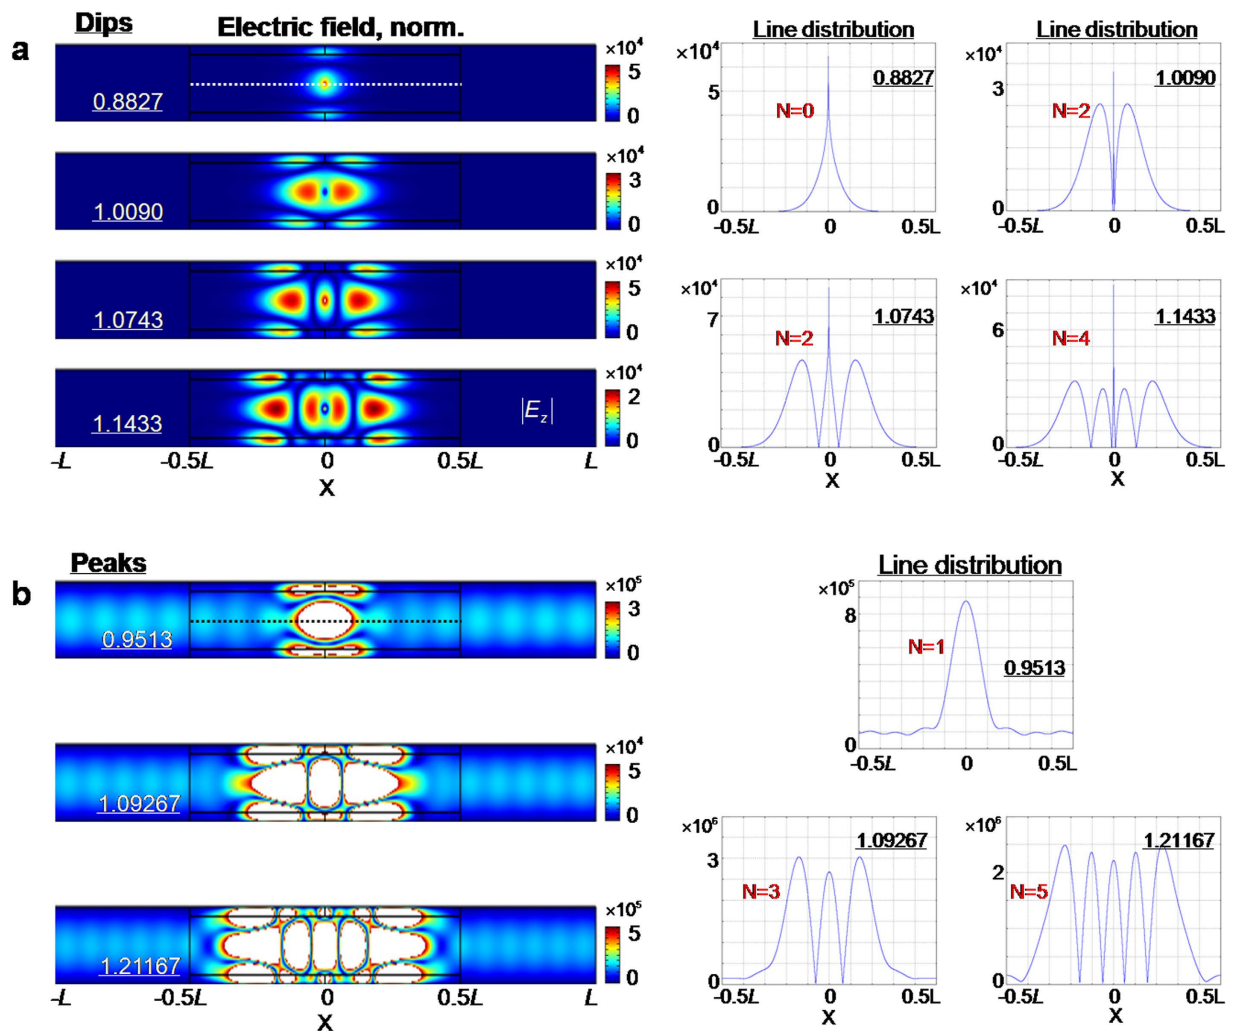 a
Dips
Electric field, norm.
0.8827
×10⁴
5
0
1.0090
×10⁴
3
0
1.0743
×10⁴
5
0
1.1433
|E_z|
×10⁴
2
0
-L -0.5L 0 0.5L L
X
Line distribution
×10⁴
0.8827
5
N=0
0
-0.5L 0 0.5L
Line distribution
×10⁴
1.0090
3
N=2
0
-0.5L 0 0.5L
×10⁴
1.0743
7
N=2
0
-0.5L 0 0.5L
X
×10⁴
1.1433
6
N=4
0
-0.5L 0 0.5L
X
b
Peaks
0.9513
×10⁵
3
0
1.09267
×10⁴
5
0
1.21167
×10⁵
5
0
-L -0.5L 0 0.5L L
X
Line distribution
×10⁵
8
N=1
0.9513
0
-0.5L 0 0.5L
×10⁶
1.09267
3
N=3
0
-0.5L 0 0.5L
X
×10⁶
1.21167
2
N=5
0
-0.5L 0 0.5L
X